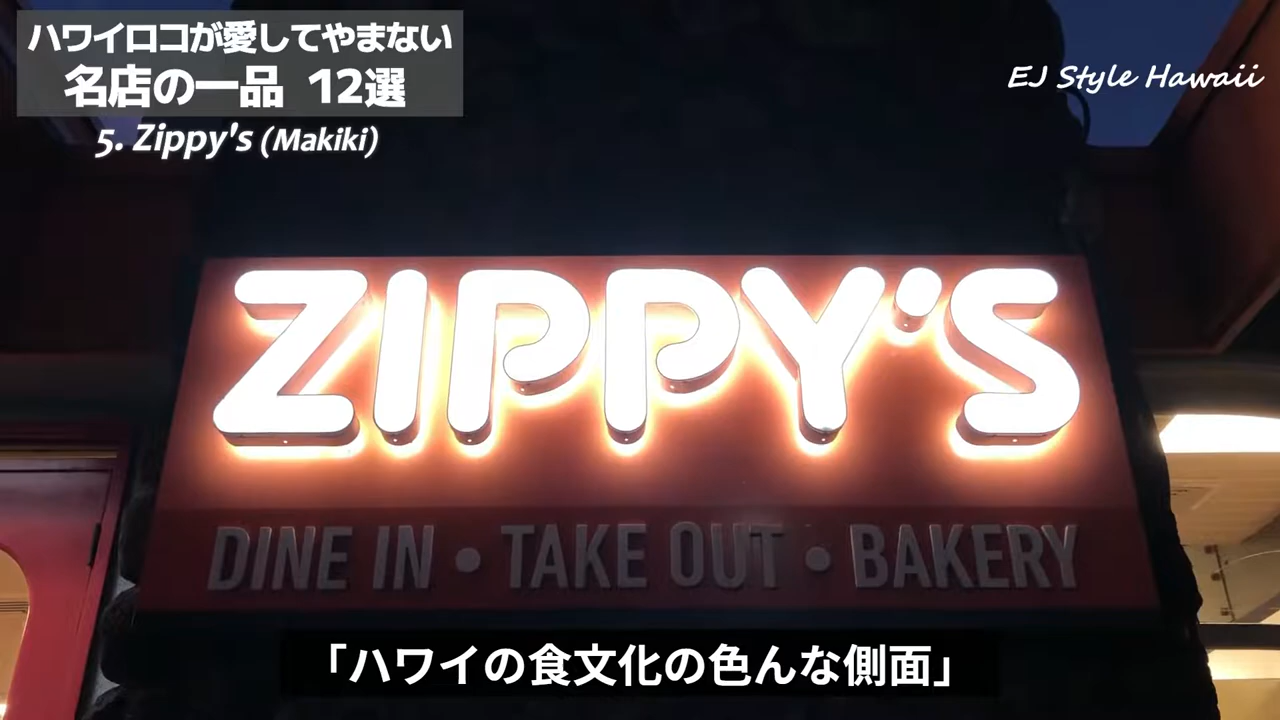 ハワイロコが愛してやまない
名店の一品 12選
5. Zippy's (Makiki)
EJ Style Hawaii
ZIPPY'S
DINE IN • TAKE OUT • BAKERY
「ハワイの食文化の色んな側面」